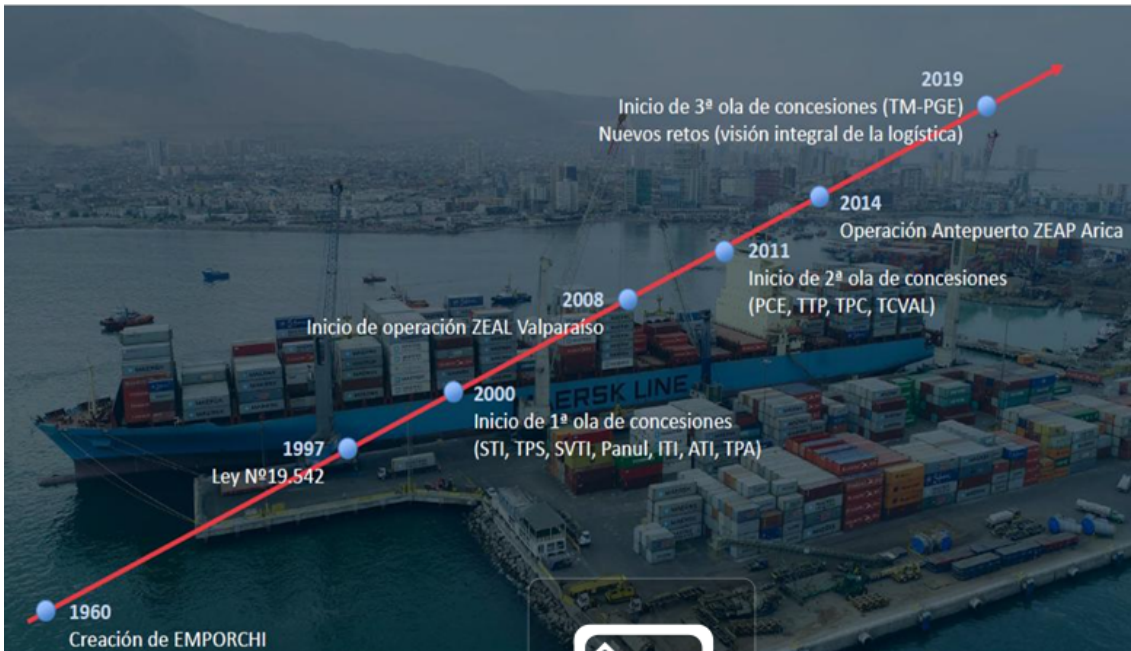 2019
Inicio de 3ª ola de concesiones (TM-PGE)
Nuevos retos (visión integral de la logística)
2014
Operación Antepuerto ZEAP Arica
2011
Inicio de 2ª ola de concesiones
(PCE, TTP, TPC, TCVAL)
2008
Inicio de operación ZEAL Valparaíso
2000
Inicio de 1ª ola de concesiones
(STI, TPS, SVTI, Panul, ITI, ATI, TPA)
1997
Ley Nº19.542
1960
Creación de EMPORCHI
ERSK LINE